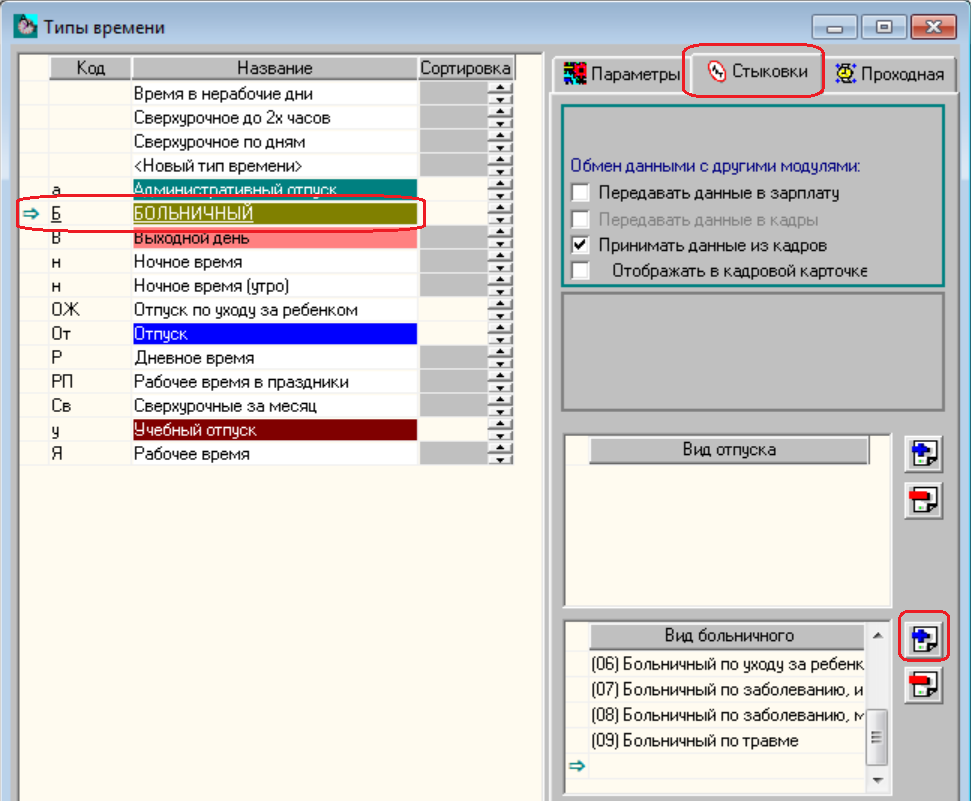 Типы времени
Код Название Сортировка
Время в нерабочие дни
Сверхурочное до 2х часов
Сверхурочное по дням
<Новый тип времени>
а Административный отпуск
Б БОЛЬНИЧНЫЙ
В Выходной день
н Ночное время
н Ночное время (утро)
ОЖ Отпуск по уходу за ребенком
От Отпуск
Р Дневное время
РП Рабочее время в праздники
Св Сверхурочные за месяц
у Учебный отпуск
Я Рабочее время
Параметры Стыковки Проходная
Обмен данными с другими модулями:
Передавать данные в зарплату
Передавать данные в кадры
Принимать данные из кадров
Отображать в кадровой карточке
Вид отпуска
Вид больничного
(06) Больничный по уходу за ребенк
(07) Больничный по заболеванию, и
(08) Больничный по заболеванию, м
(09) Больничный по травме